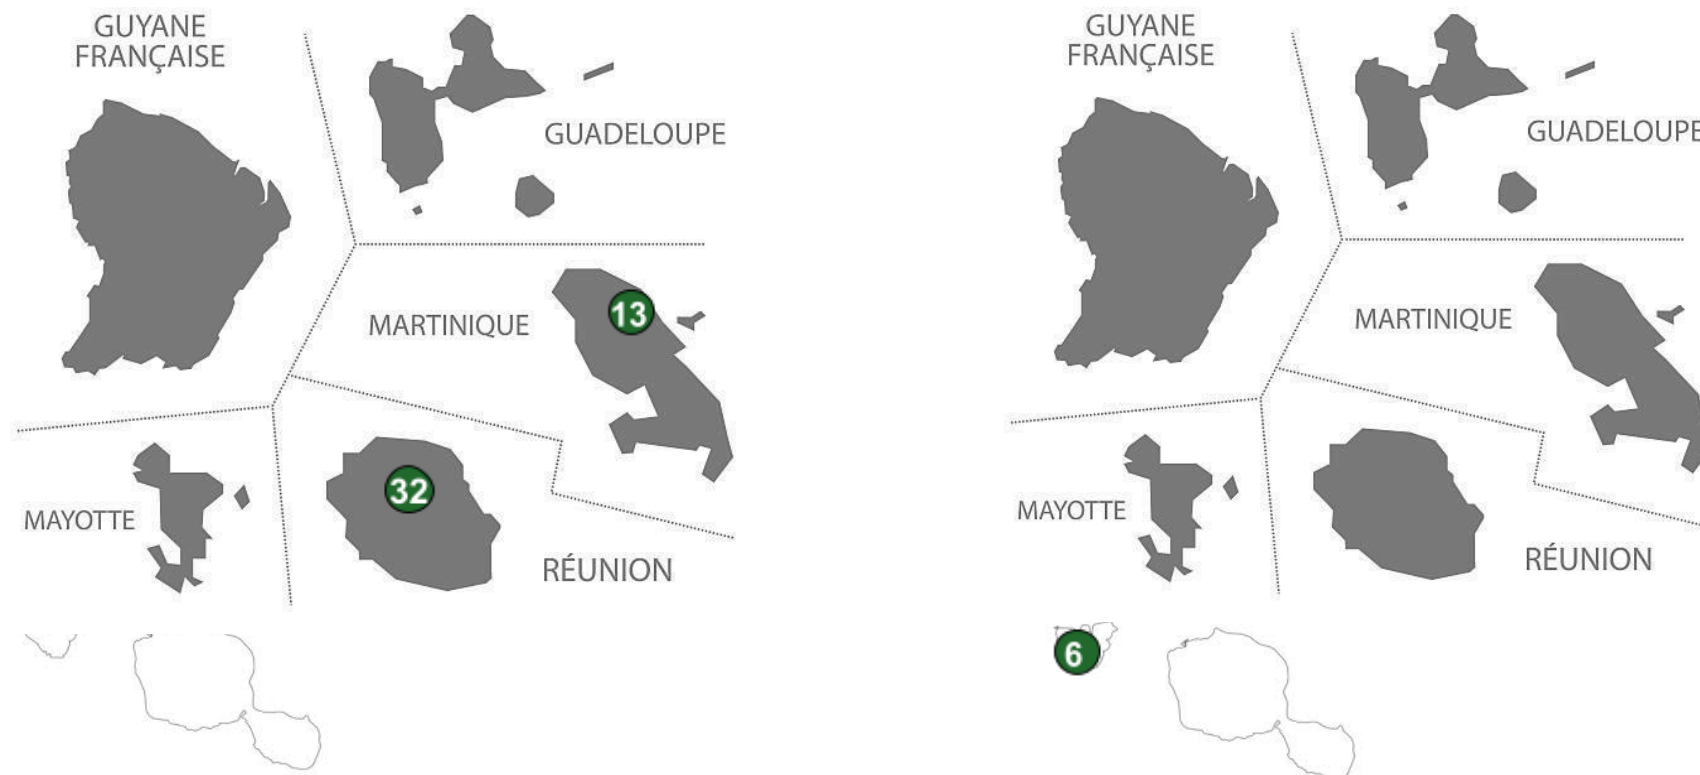 GUYANE
FRANÇAISE
GUADELOUPE
MARTINIQUE
13
32
MAYOTTE
RÉUNION
GUYANE
FRANÇAISE
GUADELOUPE
MARTINIQUE
MAYOTTE
RÉUNION
6